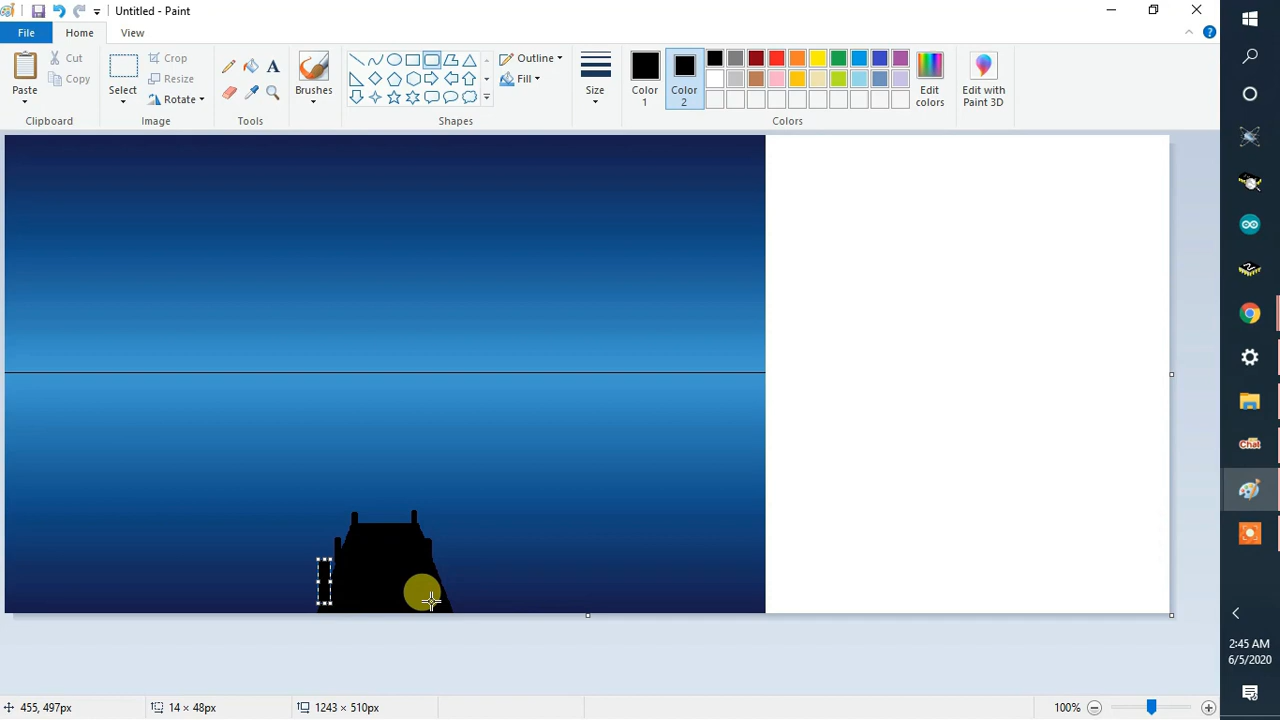 Untitled - Paint
File
Home
View
Paste
Cut
Copy
Clipboard
Select
Crop
Resize
Rotate
Image
Tools
A
Brushes
Shapes
Outline
Fill
Size
Color
1
Color
2
Colors
Edit
colors
Edit with
Paint 3D
?
Chat
2:45 AM
6/5/2020
455, 497px
14 × 48px
1243 × 510px
100%